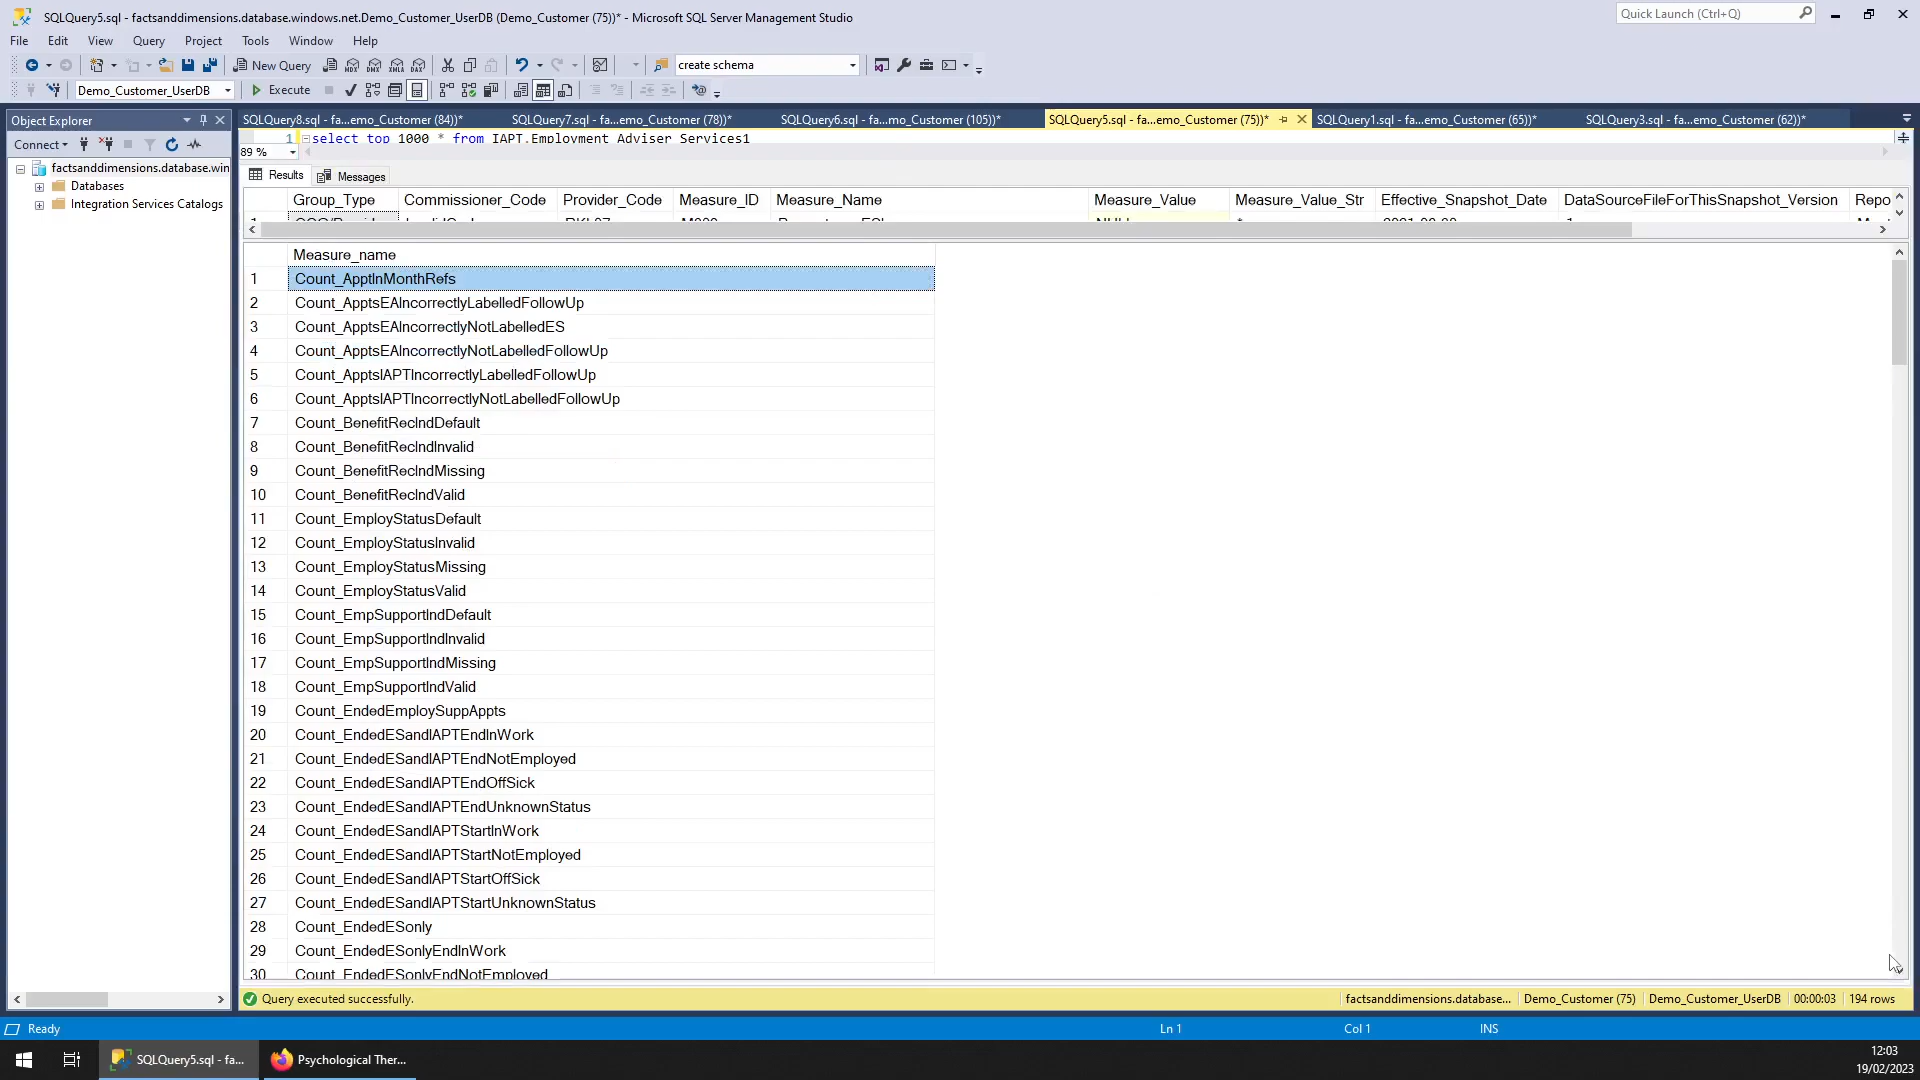 SQLQuery5.sql - factsanddimensions.database.windows.net.Demo_Customer_UserDB (Demo_Customer (75))* - Microsoft SQL Server Management Studio
Quick Launch (Ctrl+Q)
File Edit View Query Project Tools Window Help
New Query
MDX DMX XMLA DAX
create schema
Demo_Customer_UserDB
Execute
Object Explorer
SQLQuery8.sql - fa...emo_Customer (84))*
SQLQuery7.sql - fa...emo_Customer (78))*
SQLQuery6.sql - fa...mo_Customer (105))*
SQLQuery5.sql - fa...emo_Customer (75))*
SQLQuery1.sql - fa...emo_Customer (65))*
SQLQuery3.sql - fa...emo_Customer (62))*
Connect
factsanddimensions.database.win
Databases
Integration Services Catalogs
1 select top 1000 * from IAPT.Employment_Adviser_Services1
89 %
Results Messages
Group_Type Commissioner_Code Provider_Code Measure_ID Measure_Name Measure_Value Measure_Value_Str Effective_Snapshot_Date DataSourceFileForThisSnapshot_Version Repo
Measure_name
1 Count_ApptInMonthRefs
2 Count_ApptsEAIncorrectlyLabelledFollowUp
3 Count_ApptsEAIncorrectlyNotLabelledES
4 Count_ApptsEAIncorrectlyNotLabelledFollowUp
5 Count_ApptsIAPTIncorrectlyLabelledFollowUp
6 Count_ApptsIAPTIncorrectlyNotLabelledFollowUp
7 Count_BenefitRecIndDefault
8 Count_BenefitRecIndInvalid
9 Count_BenefitRecIndMissing
10 Count_BenefitRecIndValid
11 Count_EmployStatusDefault
12 Count_EmployStatusInvalid
13 Count_EmployStatusMissing
14 Count_EmployStatusValid
15 Count_EmpSupportIndDefault
16 Count_EmpSupportIndInvalid
17 Count_EmpSupportIndMissing
18 Count_EmpSupportIndValid
19 Count_EndedEmploySuppAppts
20 Count_EndedESandIAPTEndInWork
21 Count_EndedESandIAPTEndNotEmployed
22 Count_EndedESandIAPTEndOffSick
23 Count_EndedESandIAPTEndUnknownStatus
24 Count_EndedESandIAPTStartInWork
25 Count_EndedESandIAPTStartNotEmployed
26 Count_EndedESandIAPTStartOffSick
27 Count_EndedESandIAPTStartUnknownStatus
28 Count_EndedESonly
29 Count_EndedESonlyEndInWork
30 Count_EndedESonlyEndNotEmployed
Query executed successfully.
factsanddimensions.database... Demo_Customer (75) Demo_Customer_UserDB 00:00:03 194 rows
Ready
Ln 1 Col 1 INS
SQLQuery5.sql - fa...
Psychological Ther...
12:03
19/02/2023